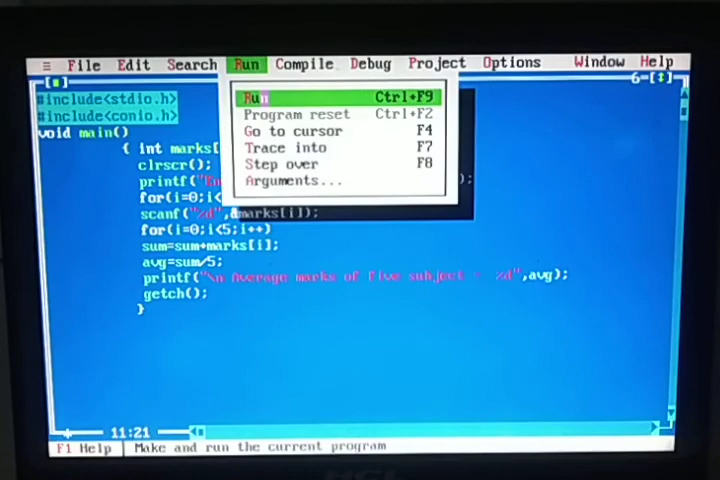 ≡ File Edit Search Run Compile Debug Project Options Window Help
6=[↕]
#include<stdio.h>
#include<conio.h>
void main()
{ int marks[
clrscr();
printf("
for(i=0;i<
scanf("%d",&marks[i]);
for(i=0;i<5;i++)
sum=sum+marks[i];
avg=sum/5;
printf("\n Average marks of five subject = %d",avg);
getch();
}
Run Ctrl+F9
Program reset Ctrl+F2
Go to cursor F4
Trace into F7
Step over F8
Arguments...
);
11:21
F1 Help | Make and run the current program